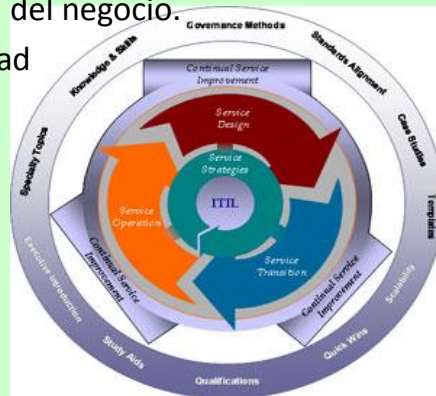 del negocio.
ad
Governance Methods
Knowledge & Skills
Standards Alignment
Specialty Topics
Case Studies
Templates
Executive Introduction
Scalability
Study Aids
Quick Wins
Qualifications
Continual Service
Improvement
Continual Service
Improvement
Continual Service
Improvement
Service
Design
Service
Strategies
ITIL
Service
Operation
Service
Transition